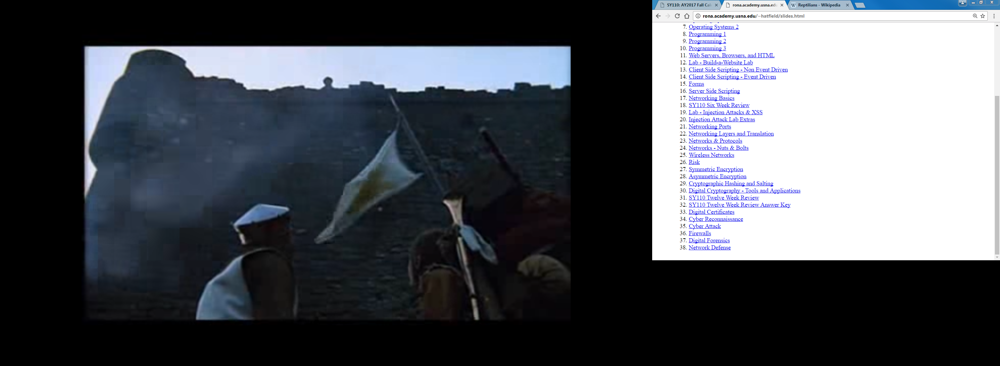 SY110: AY2017 Fall Cal
rona.academy.usna.edu
Reptilians - Wikipedia
rona.academy.usna.edu/~hatfield/slides.html
7. Operating Systems 2
8. Programming 1
9. Programming 2
10. Programming 3
11. Web Servers, Browsers, and HTML
12. Lab - Build-a-Website Lab
13. Client Side Scripting - Non Event Driven
14. Client Side Scripting - Event Driven
15. Forms
16. Server Side Scripting
17. Networking Basics
18. SY110 Six Week Review
19. Lab - Injection Attacks & XSS
20. Injection Attack Lab Extras
21. Networking Ports
22. Networking Layers and Translation
23. Networks & Protocols
24. Networks - Nuts & Bolts
25. Wireless Networks
26. Risk
27. Symmetric Encryption
28. Asymmetric Encryption
29. Cryptographic Hashing and Salting
30. Digital Cryptography - Tools and Applications
31. SY110 Twelve Week Review
32. SY110 Twelve Week Review Answer Key
33. Digital Certificates
34. Cyber Reconnaissance
35. Cyber Attack
36. Firewalls
37. Digital Forensics
38. Network Defense